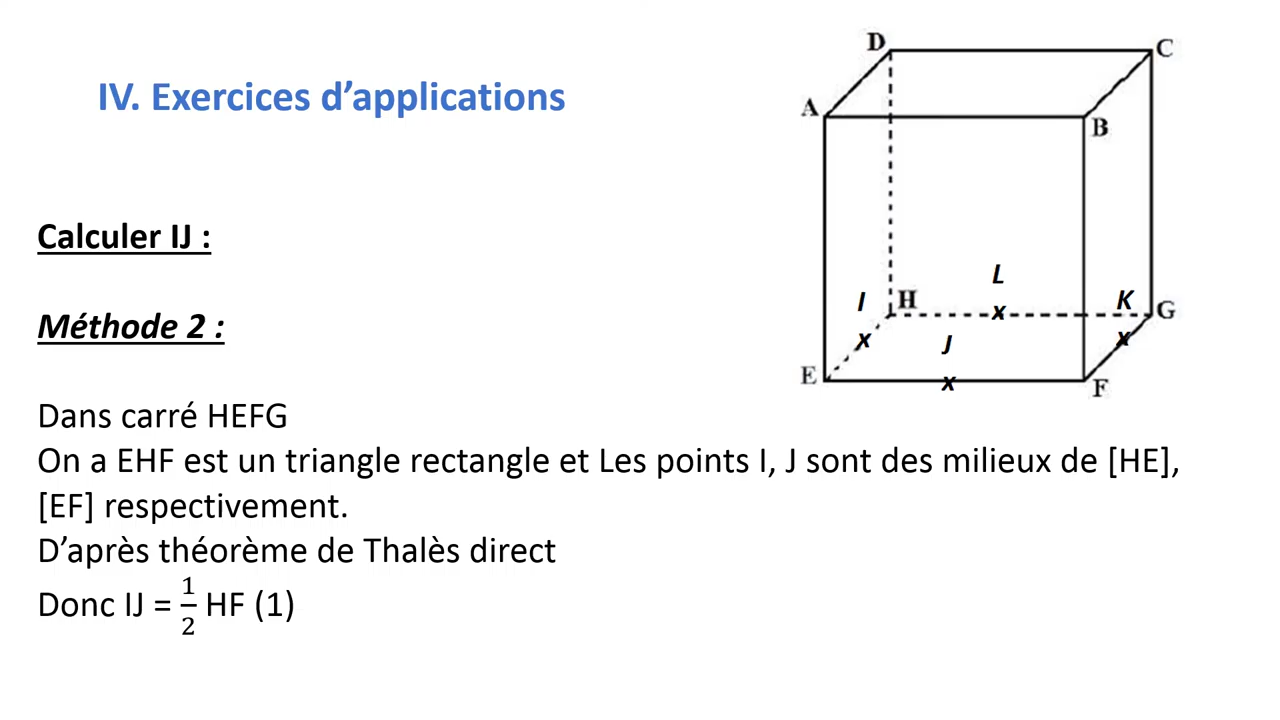 IV. Exercices d’applications
D
C
A
B
Calculer IJ :
L
I
H
K
G
Méthode 2 :
x
x
J
x
E
x
F
Dans carré HEFG
On a EHF est un triangle rectangle et Les points I, J sont des milieux de [HE],
[EF] respectivement.
D’après théorème de Thalès direct
Donc IJ = 1/2 HF (1)